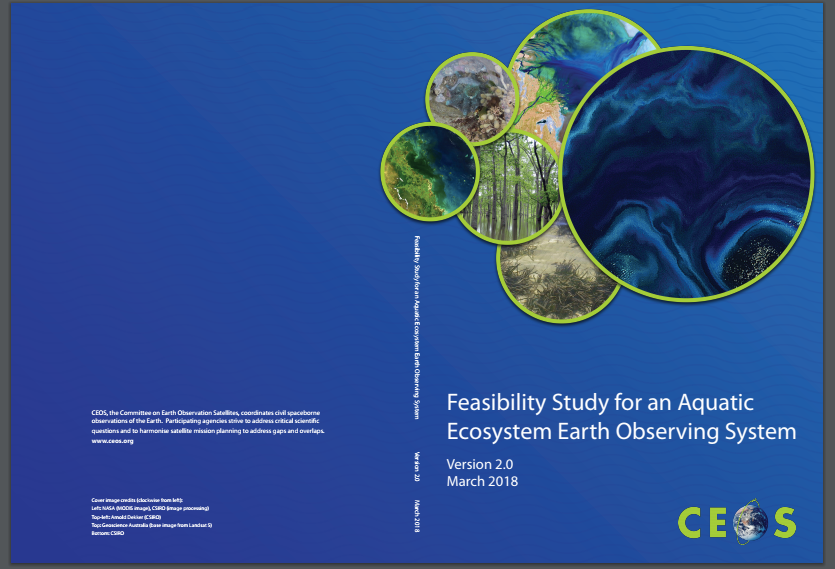 Feasibility Study for an Aquatic
Ecosystem Earth Observing System
Version 2.0
March 2018
CEOS
Feasibility Study for an Aquatic Ecosystem Earth Observing System Version 2.0 March 2018
CEOS, the Committee on Earth Observation Satellites, coordinates civil spaceborne
observations of the Earth. Participating agencies strive to address critical scientific
questions and to harmonise satellite mission planning to address gaps and overlaps.
www.ceos.org
Cover image credits (clockwise from left):
Left: NASA (MODIS image), CSIRO (image processing)
Top-left: Arnold Dekker (CSIRO)
Top: Geoscience Australia (base image from Landsat 5)
Bottom: CSIRO